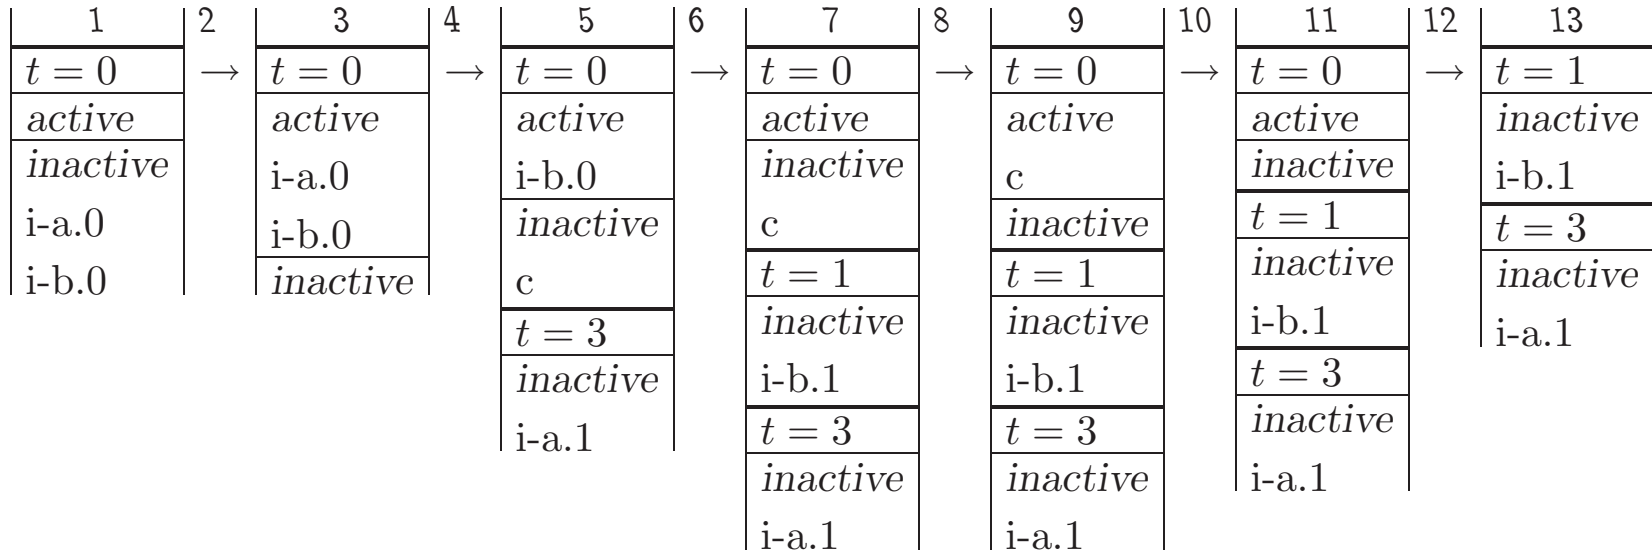 1 2 3 4 5 6 7 8 9 10 11 12 13
t = 0 → t = 0 → t = 0 → t = 0 → t = 0 → t = 0 → t = 1
active active active active active active inactive
inactive i-a.0 i-b.0 inactive c inactive i-b.1
i-a.0 i-b.0 inactive c inactive t = 1 t = 3
i-b.0 inactive c t = 1 t = 1 inactive inactive
t = 3 inactive inactive i-b.1 i-a.1
inactive i-b.1 i-b.1 t = 3
i-a.1 t = 3 t = 3 inactive
inactive inactive i-a.1
i-a.1 i-a.1